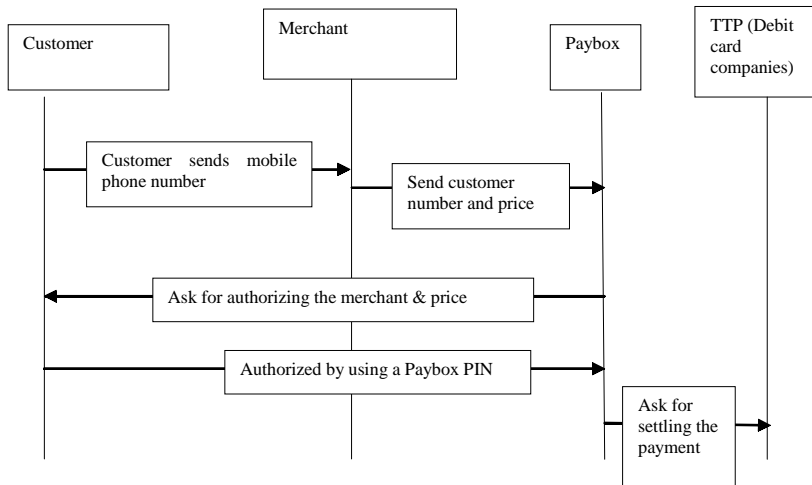 Customer
Merchant
Paybox
TTP (Debit
card
companies)
Customer sends mobile
phone number
Send customer
number and price
Ask for authorizing the merchant & price
Authorized by using a Paybox PIN
Ask for
settling the
payment